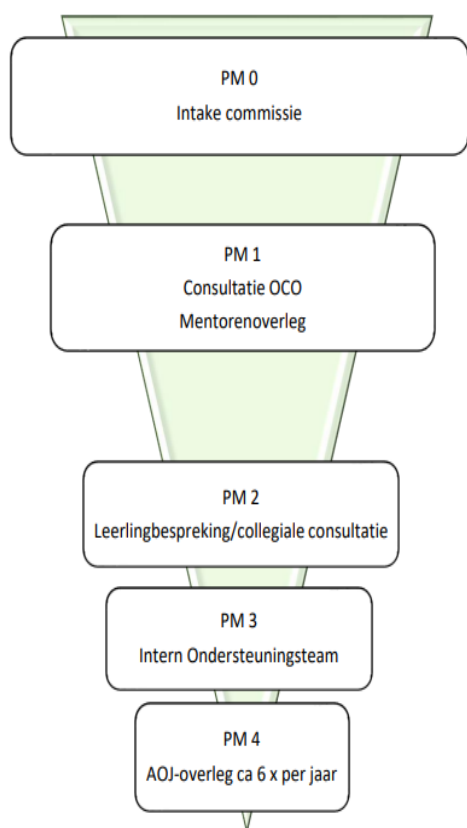 PM 0
Intake commissie
PM 1
Consultatie OCO
Mentorenoverleg
PM 2
Leerlingbespreking/collegiale consultatie
PM 3
Intern Ondersteuningsteam
PM 4
AOJ-overleg ca 6 x per jaar